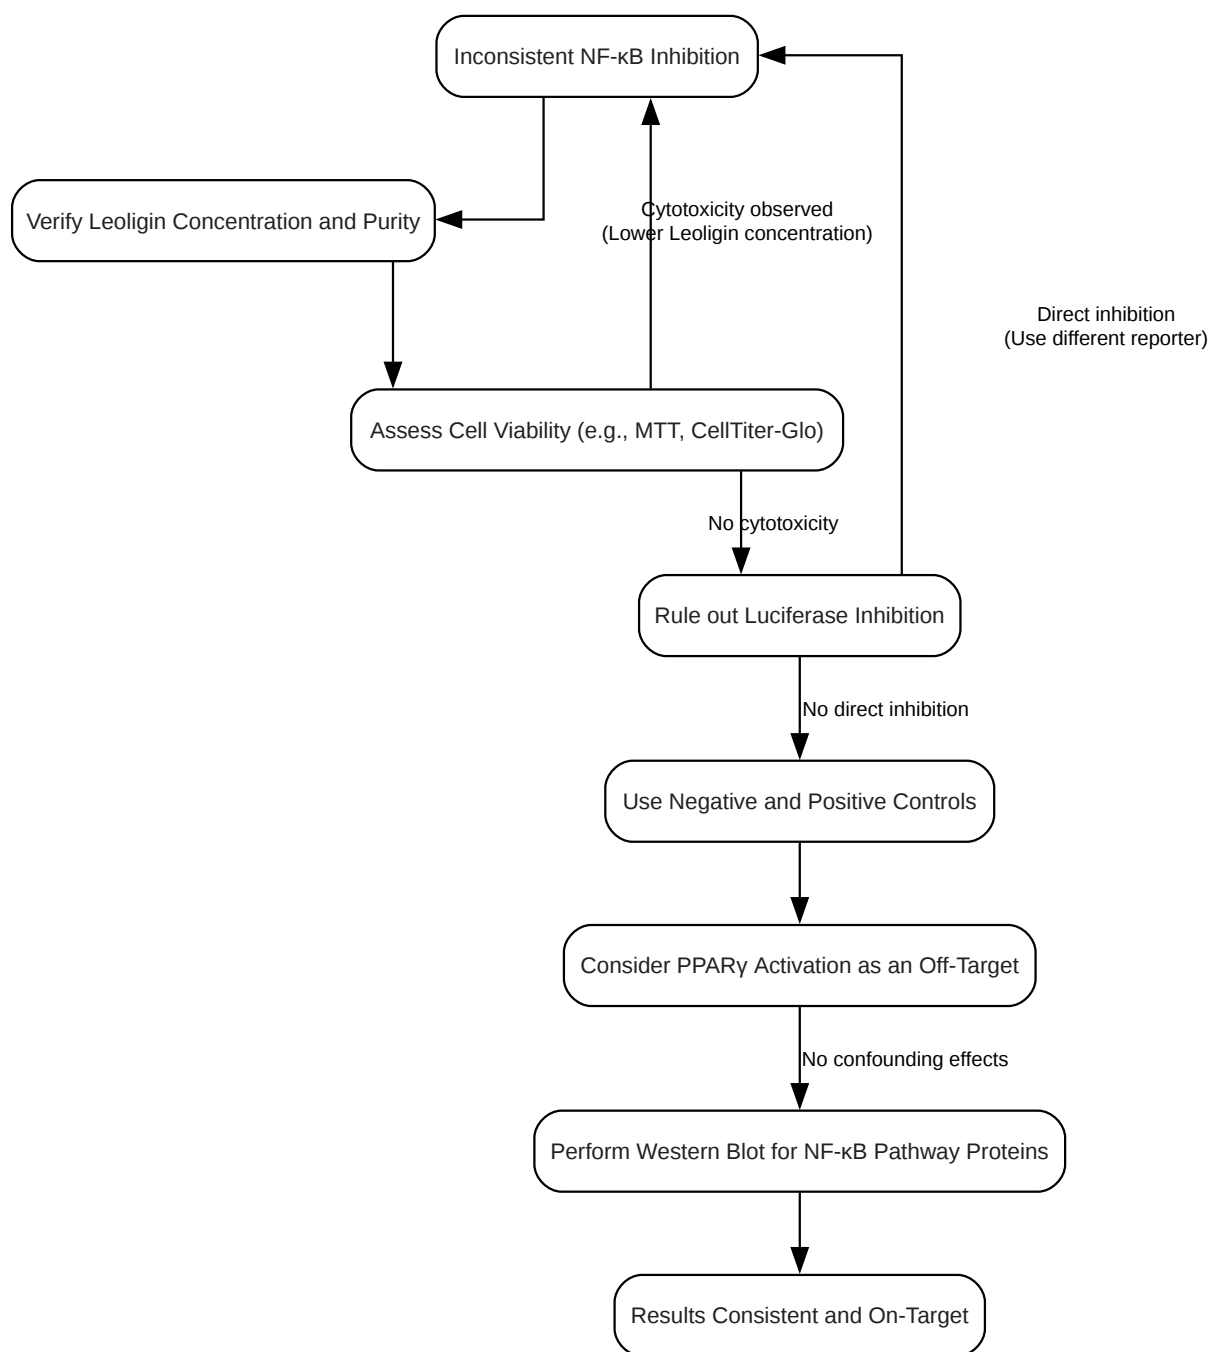 Inconsistent NF-κB Inhibition
Verify Leoligin Concentration and Purity
Cytotoxicity observed
(Lower Leoligin concentration)
Direct inhibition
(Use different reporter)
Assess Cell Viability (e.g., MTT, CellTiter-Glo)
No cytotoxicity
Rule out Luciferase Inhibition
No direct inhibition
Use Negative and Positive Controls
Consider PPARγ Activation as an Off-Target
No confounding effects
Perform Western Blot for NF-κB Pathway Proteins
Results Consistent and On-Target